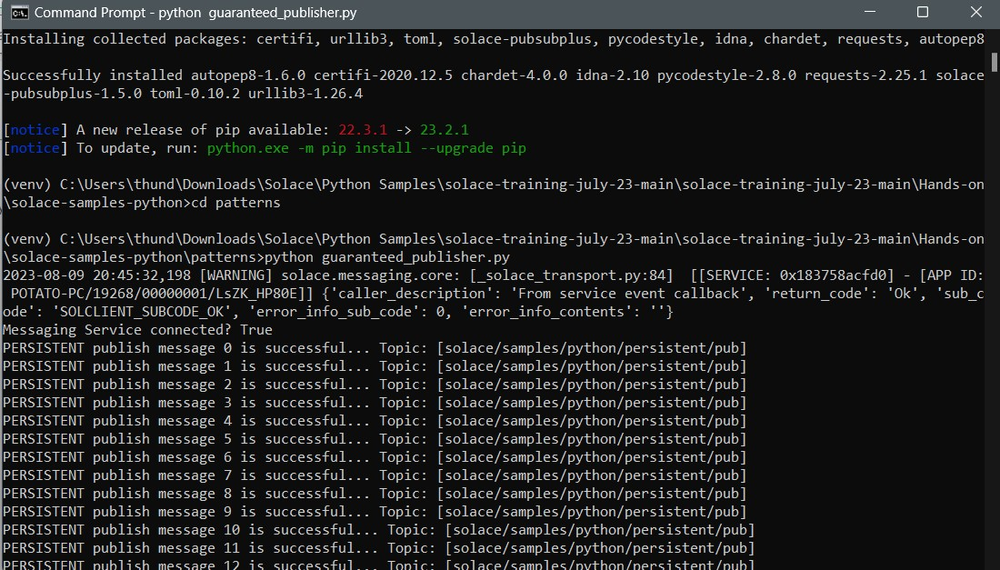 Command Prompt - python  guaranteed_publisher.py
Installing collected packages: certifi, urllib3, toml, solace-pubsubplus, pycodestyle, idna, chardet, requests, autopep8
Successfully installed autopep8-1.6.0 certifi-2020.12.5 chardet-4.0.0 idna-2.10 pycodestyle-2.8.0 requests-2.25.1 solace
-pubsubplus-1.5.0 toml-0.10.2 urllib3-1.26.4
[notice] A new release of pip available: 22.3.1 -> 23.2.1
[notice] To update, run: python.exe -m pip install --upgrade pip
(venv) C:\Users\thund\Downloads\Solace\Python Samples\solace-training-july-23-main\solace-training-july-23-main\Hands-on
\solace-samples-python>cd patterns
(venv) C:\Users\thund\Downloads\Solace\Python Samples\solace-training-july-23-main\solace-training-july-23-main\Hands-on
\solace-samples-python\patterns>python guaranteed_publisher.py
2023-08-09 20:45:32,198 [WARNING] solace.messaging.core: [_solace_transport.py:84]  [[SERVICE: 0x183758acfd0] - [APP ID:
 POTATO-PC/19268/00000001/LsZK_HP80E]] {'caller_description': 'From service event callback', 'return_code': 'Ok', 'sub_c
ode': 'SOLCLIENT_SUBCODE_OK', 'error_info_sub_code': 0, 'error_info_contents': ''}
Messaging Service connected? True
PERSISTENT publish message 0 is successful... Topic: [solace/samples/python/persistent/pub]
PERSISTENT publish message 1 is successful... Topic: [solace/samples/python/persistent/pub]
PERSISTENT publish message 2 is successful... Topic: [solace/samples/python/persistent/pub]
PERSISTENT publish message 3 is successful... Topic: [solace/samples/python/persistent/pub]
PERSISTENT publish message 4 is successful... Topic: [solace/samples/python/persistent/pub]
PERSISTENT publish message 5 is successful... Topic: [solace/samples/python/persistent/pub]
PERSISTENT publish message 6 is successful... Topic: [solace/samples/python/persistent/pub]
PERSISTENT publish message 7 is successful... Topic: [solace/samples/python/persistent/pub]
PERSISTENT publish message 8 is successful... Topic: [solace/samples/python/persistent/pub]
PERSISTENT publish message 9 is successful... Topic: [solace/samples/python/persistent/pub]
PERSISTENT publish message 10 is successful... Topic: [solace/samples/python/persistent/pub]
PERSISTENT publish message 11 is successful... Topic: [solace/samples/python/persistent/pub]
PERSISTENT publish message 12 is successful... Topic: [solace/samples/python/persistent/pub]